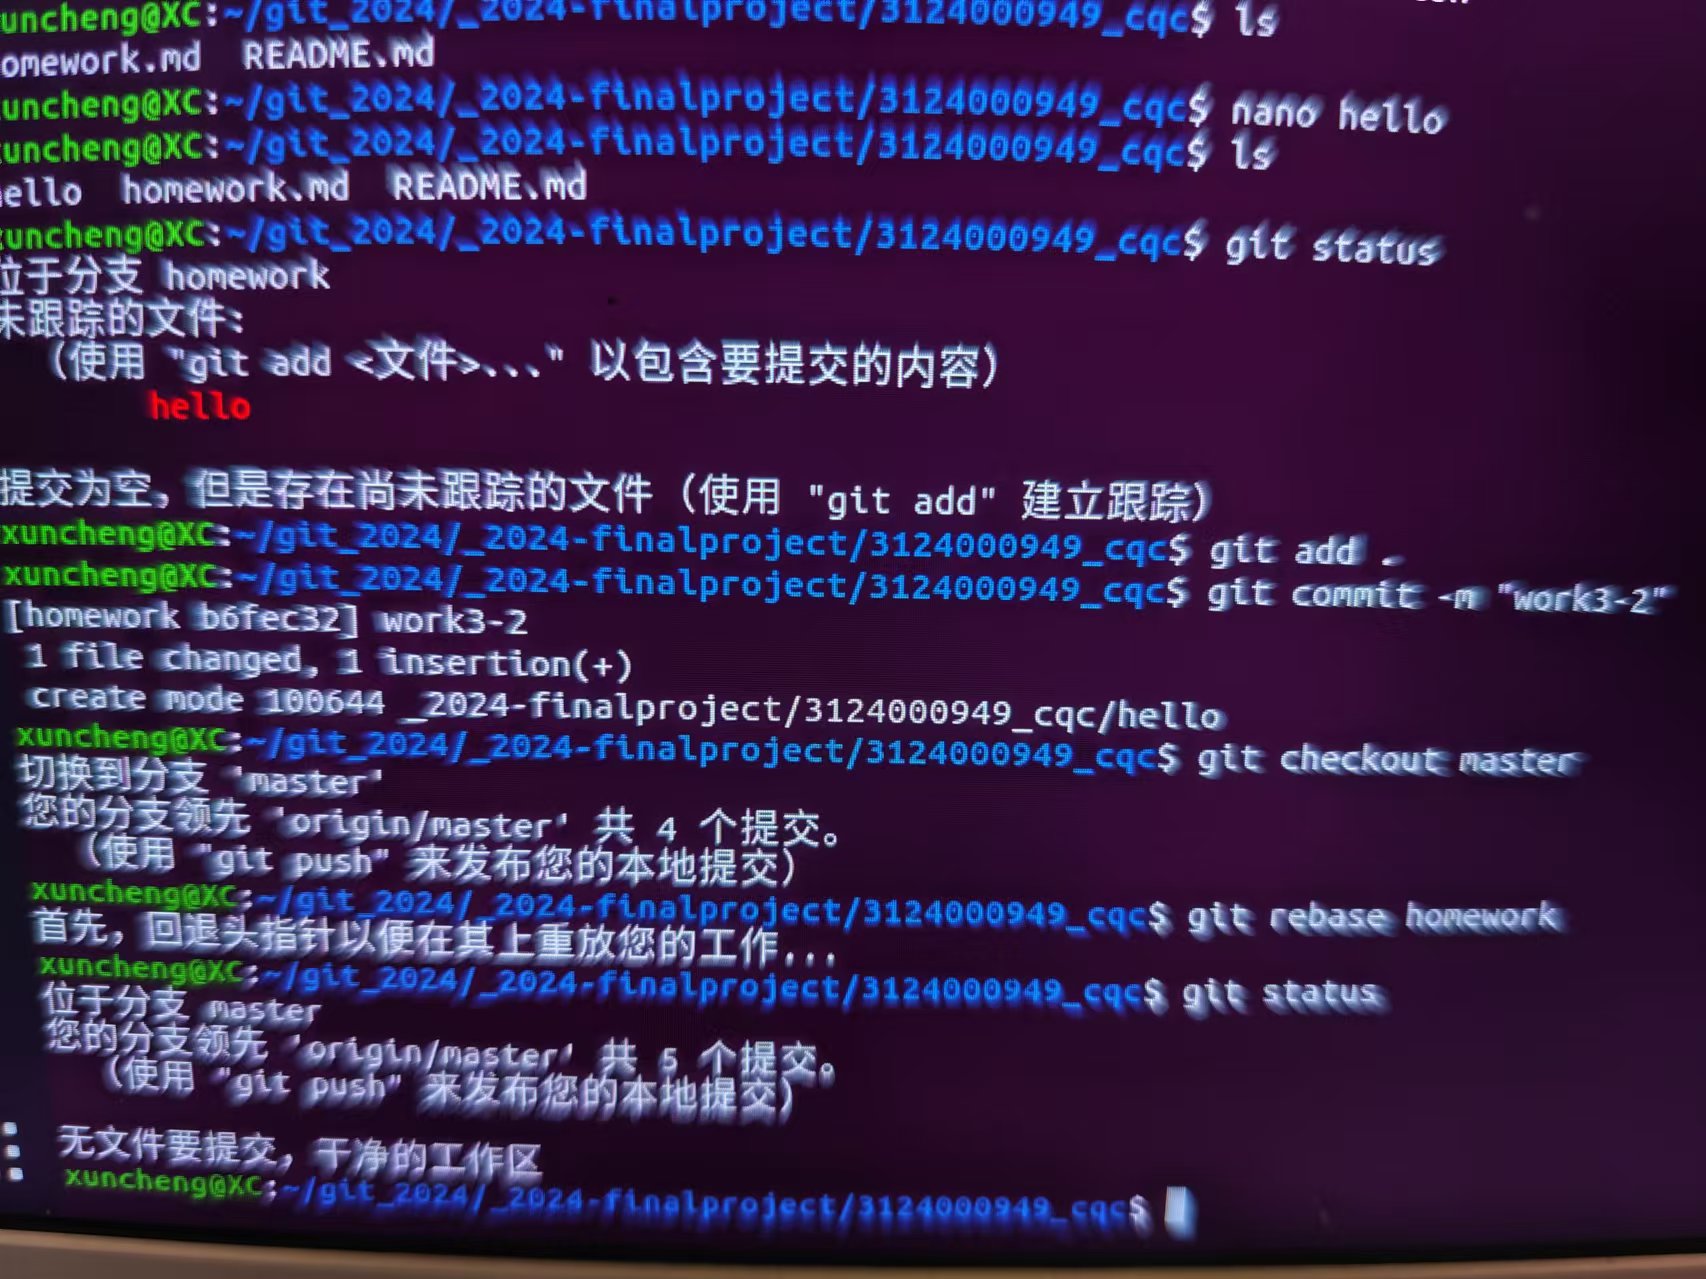 uncheng@XC:~/git_2024/_2024-finalproject/3124000949_cqc$ ls
omework.md  README.md
uncheng@XC:~/git_2024/_2024-finalproject/3124000949_cqc$ nano hello
uncheng@XC:~/git_2024/_2024-finalproject/3124000949_cqc$ ls
ello  homework.md  README.md
uncheng@XC:~/git_2024/_2024-finalproject/3124000949_cqc$ git status
位于分支 homework
未跟踪的文件:
（使用 "git add <文件>..." 以包含要提交的内容）
hello
提交为空，但是存在尚未跟踪的文件（使用 "git add" 建立跟踪）
xuncheng@XC:~/git_2024/_2024-finalproject/3124000949_cqc$ git add .
xuncheng@XC:~/git_2024/_2024-finalproject/3124000949_cqc$ git commit -m "work3-2"
[homework b6fec32] work3-2
1 file changed, 1 insertion(+)
create mode 100644 _2024-finalproject/3124000949_cqc/hello
xuncheng@XC:~/git_2024/_2024-finalproject/3124000949_cqc$ git checkout master
切换到分支 'master'
您的分支领先 'origin/master' 共 4 个提交。
（使用 "git push" 来发布您的本地提交）
xuncheng@XC:~/git_2024/_2024-finalproject/3124000949_cqc$ git rebase homework
首先，回退头指针以便在其上重放您的工作...
xuncheng@XC:~/git_2024/_2024-finalproject/3124000949_cqc$ git status
位于分支 master
您的分支领先 'origin/master' 共 5 个提交。
（使用 "git push" 来发布您的本地提交）
无文件要提交，干净的工作区
xuncheng@XC:~/git_2024/_2024-finalproject/3124000949_cqc$